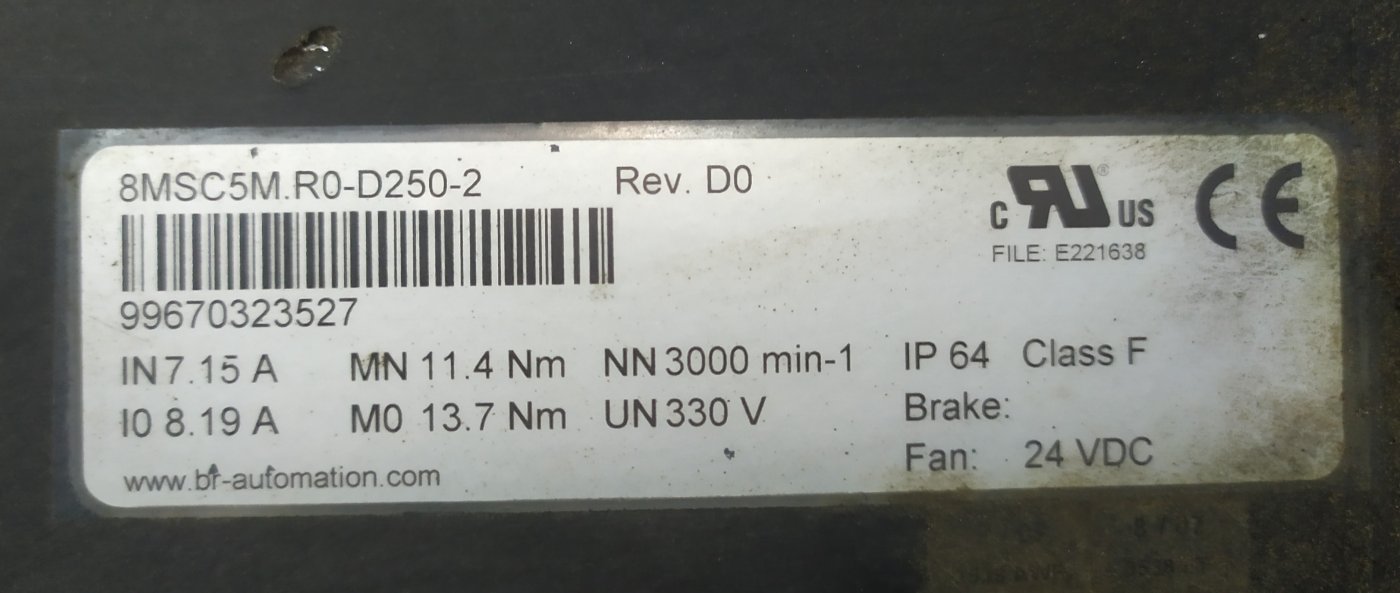 8MSC5M.R0-D250-2 Rev. D0
c RU ® US
CE
FILE: E221638
99670323527
IN 7.15 A MN 11.4 Nm NN 3000 min-1 IP 64 Class F
I0 8.19 A M0 13.7 Nm UN 330 V Brake:
Fan: 24 VDC
www.br-automation.com